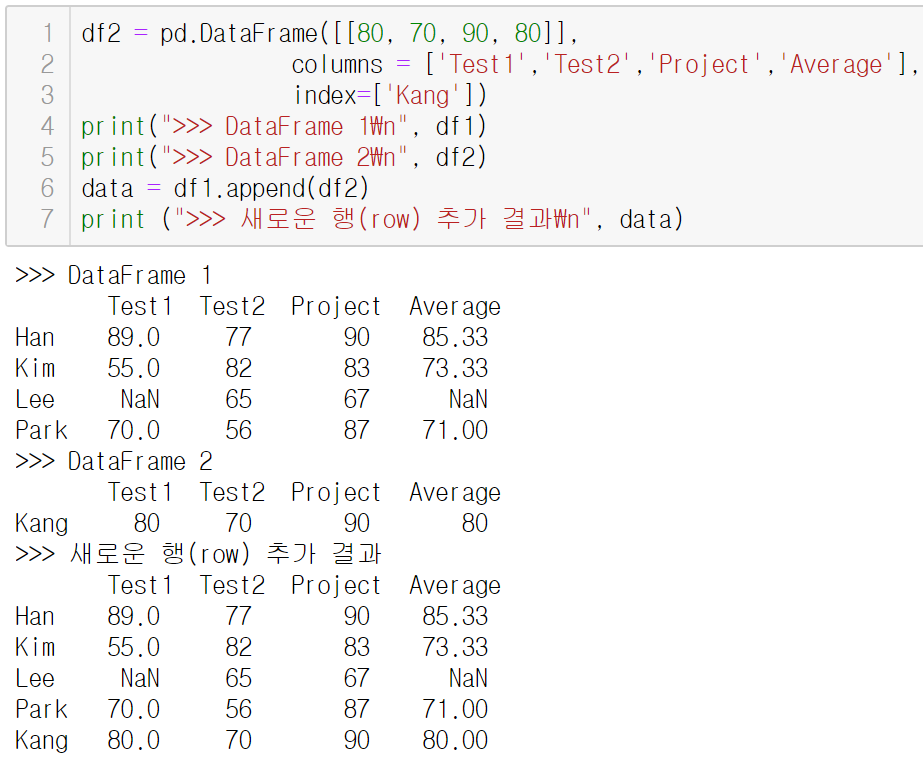 1 df2 = pd.DataFrame([[80, 70, 90, 80]],
2 columns = ['Test1','Test2','Project','Average'],
3 index=['Kang'])
4 print(">>> DataFrame 1₩n", df1)
5 print(">>> DataFrame 2₩n", df2)
6 data = df1.append(df2)
7 print (">>> 새로운 행(row) 추가 결과₩n", data)
>>> DataFrame 1
Test1 Test2 Project Average
Han 89.0 77 90 85.33
Kim 55.0 82 83 73.33
Lee NaN 65 67 NaN
Park 70.0 56 87 71.00
>>> DataFrame 2
Test1 Test2 Project Average
Kang 80 70 90 80
>>> 새로운 행(row) 추가 결과
Test1 Test2 Project Average
Han 89.0 77 90 85.33
Kim 55.0 82 83 73.33
Lee NaN 65 67 NaN
Park 70.0 56 87 71.00
Kang 80.0 70 90 80.00